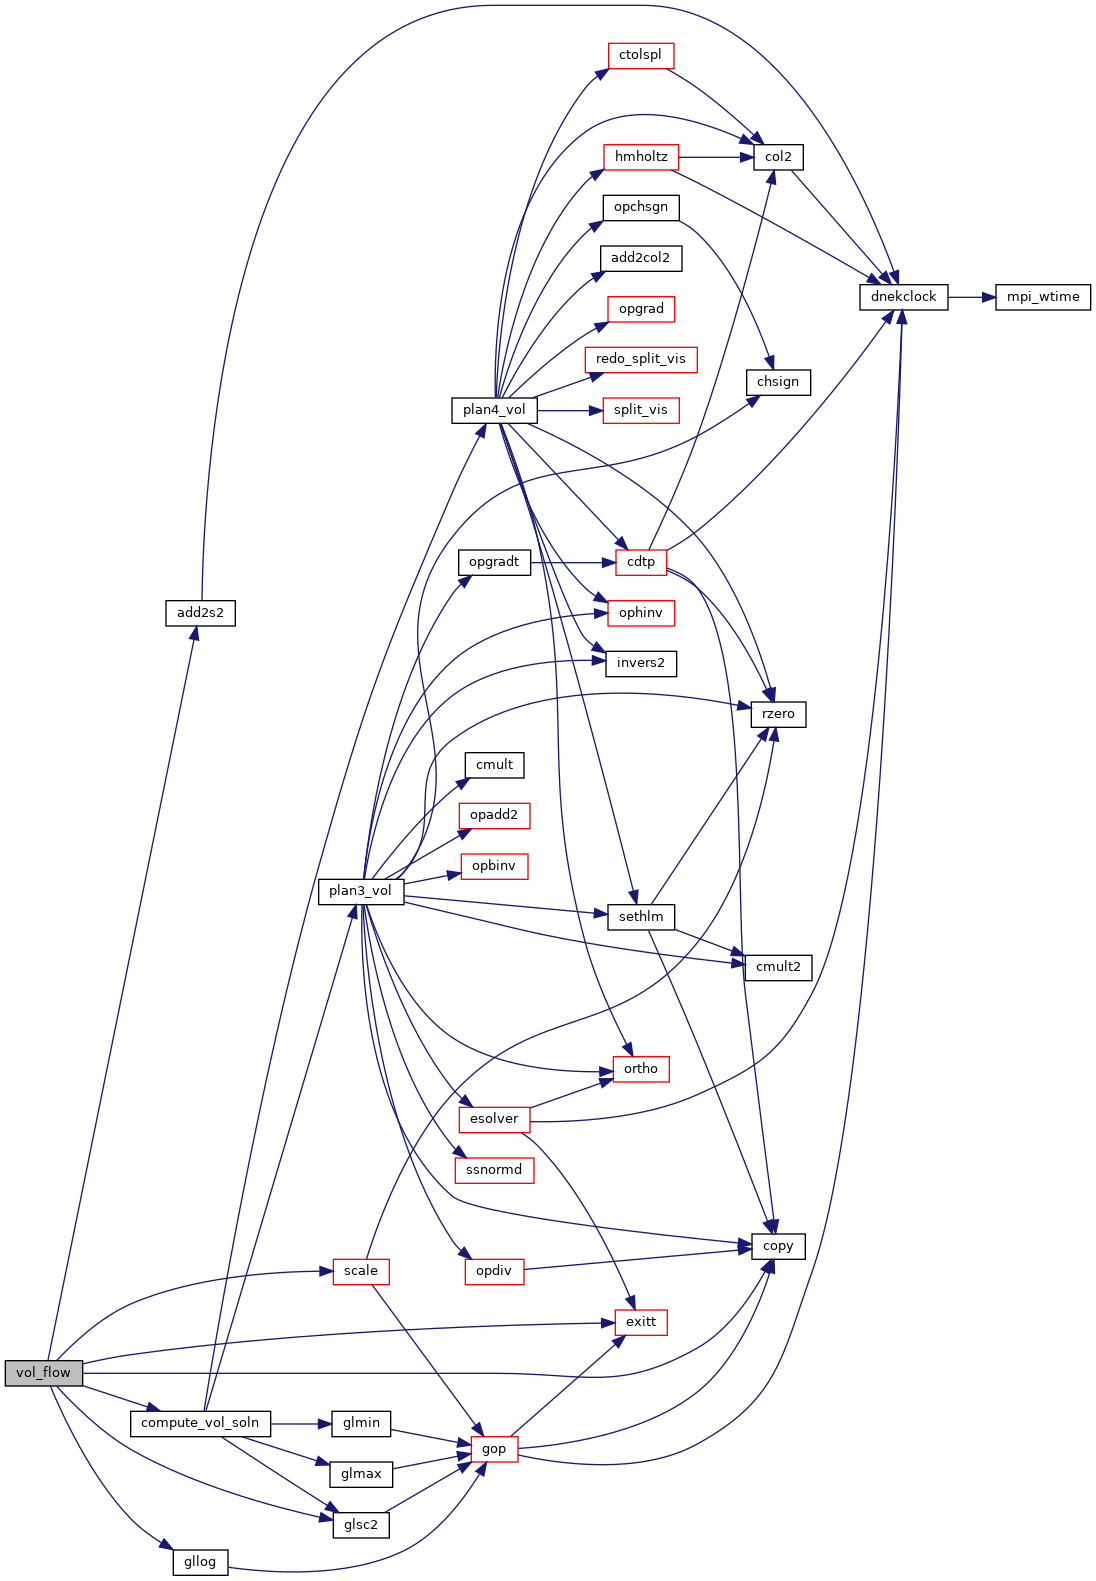 ctolspl
hmholtz
col2
opchsgn
add2col2
dnekclock
mpi_wtime
opgrad
redo_split_vis
chsign
plan4_vol
split_vis
opgradt
cdtp
add2s2
ophinv
invers2
rzero
cmult
opadd2
opbinv
plan3_vol
sethlm
cmult2
ortho
esolver
ssnormd
copy
scale
opdiv
exitt
vol_flow
compute_vol_soln
glmin
gop
glmax
glsc2
gllog